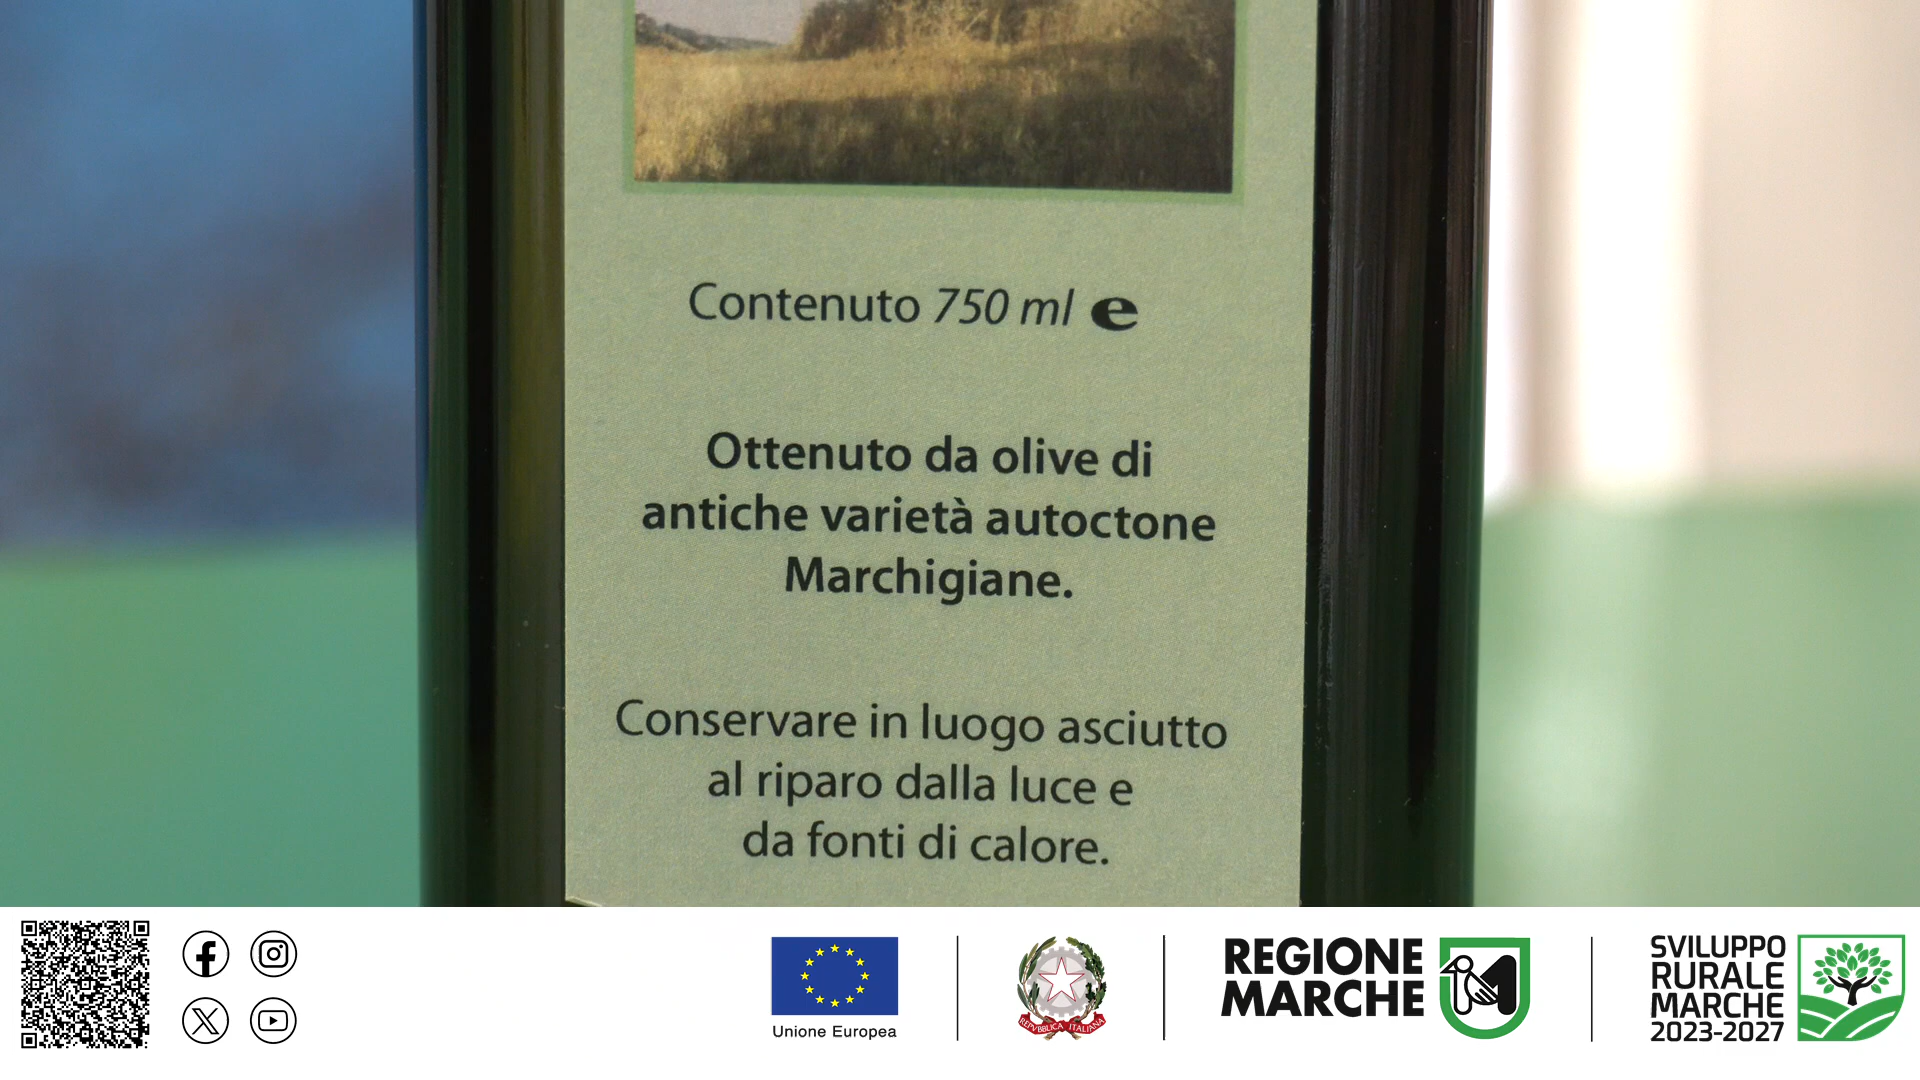 Contenuto 750 ml e
Ottenuto da olive di
antiche varietà autoctone
Marchigiane.
Conservare in luogo asciutto
al riparo dalla luce e
da fonti di calore.
Unione Europea
REPVBBLICA ITALIANA
REGIONE
MARCHE
SVILUPPO
RURALE
MARCHE
2023-2027